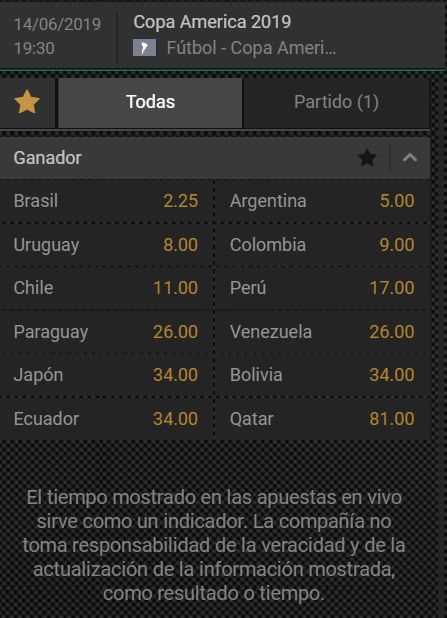 14/06/2019
Copa America 2019
19:30
Fútbol - Copa Ameri...
Todas
Partido (1)
Ganador
Brasil 2.25 Argentina 5.00
Uruguay 8.00 Colombia 9.00
Chile 11.00 Perú 17.00
Paraguay 26.00 Venezuela 26.00
Japón 34.00 Bolivia 34.00
Ecuador 34.00 Qatar 81.00
El tiempo mostrado en las apuestas en vivo
sirve como un indicador. La compañía no
toma responsabilidad de la veracidad y de la
actualización de la información mostrada,
como resultado o tiempo.